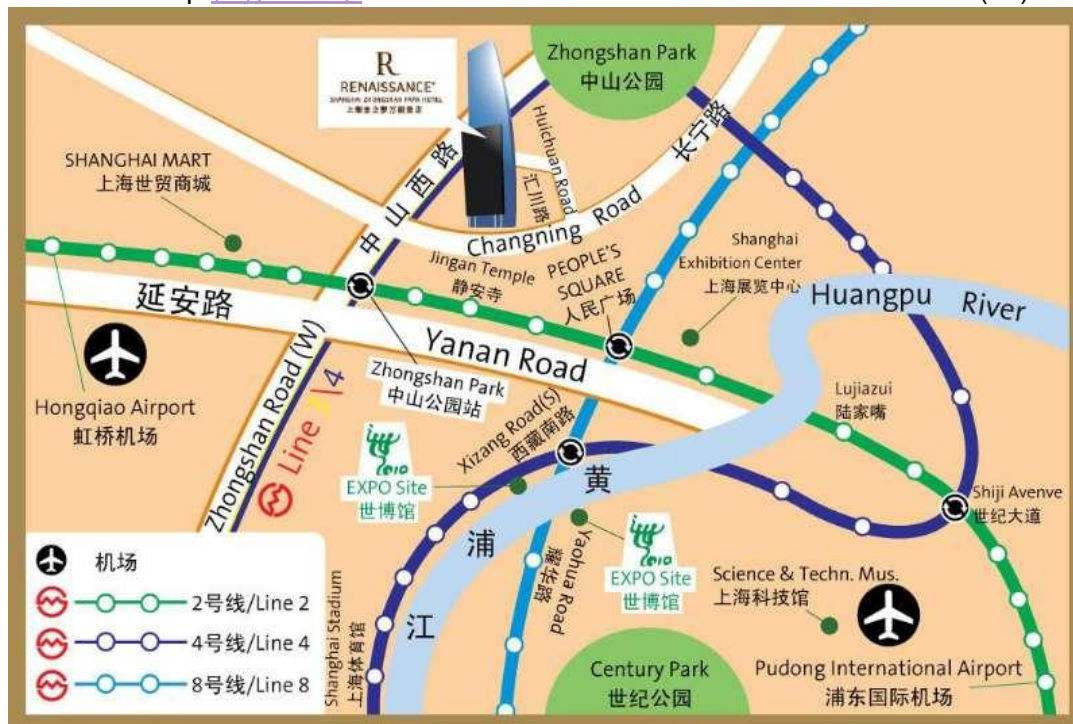 Zhongshan Park
中山公园
R
RENAISSANCE®
SHANGHAI ZHONGSHAN PARK HOTEL
中山西路
Huichuan Road
汇川路
长宁路
Changning Road
SHANGHAI MART
上海世贸商城
Jingan Temple
静安寺
PEOPLE'S
SQUARE
人民广场
Shanghai
Exhibition Center
上海展览中心
Huangpu River
延安路
Yanan Road
Zhongshan Road (W)
Zhongshan Park
中山公园站
Hongqiao Airport
虹桥机场
Line 3\4
Lujiazui
陆家嘴
Xizang Road(S)
西藏南路
EXPO Site
世博馆
黄浦江
Shiji Avenve
世纪大道
Yaohua Road
耀华路
EXPO Site
世博馆
Science & Techn. Mus.
上海科技馆
Shanghai Stadium
上海体育馆
Century Park
世纪公园
Pudong International Airport
浦东国际机场
机场
2号线/Line 2
4号线/Line 4
8号线/Line 8